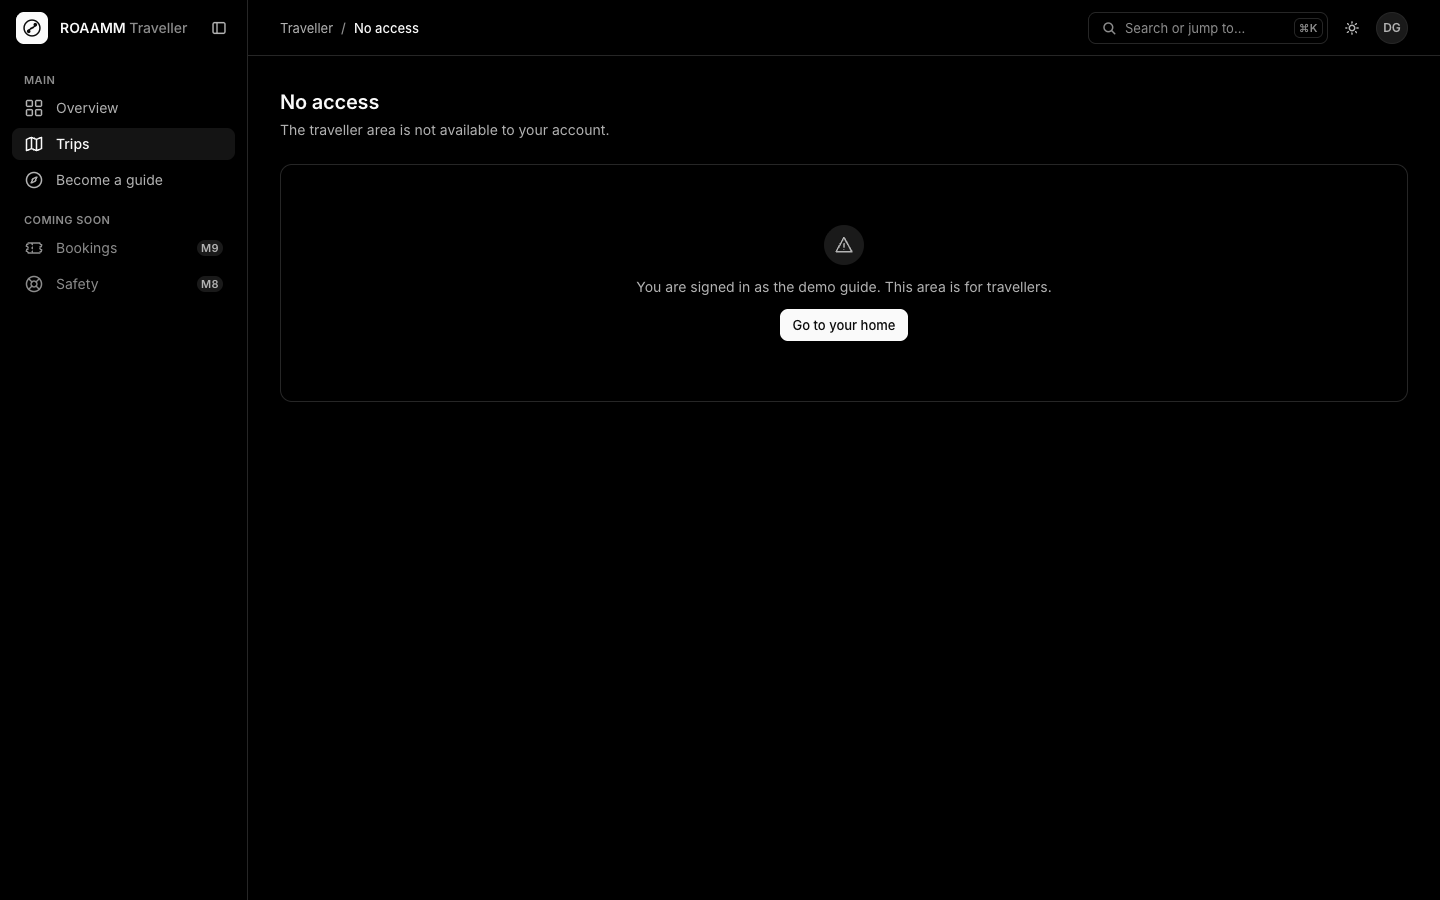 ROAAMM Traveller
Traveller / No access
Search or jump to...
⌘K
DG
MAIN
Overview
Trips
Become a guide
COMING SOON
Bookings M9
Safety M8
No access
The traveller area is not available to your account.
You are signed in as the demo guide. This area is for travellers.
Go to your home